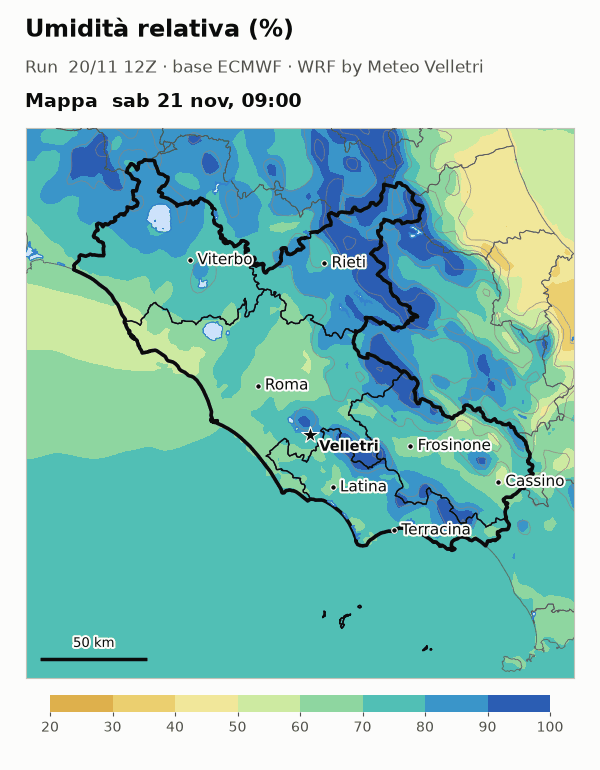 Umidità relativa (%)
Run  20/11 12Z · base ECMWF · WRF by Meteo Velletri
Mappa  sab 21 nov, 09:00
Viterbo
Rieti
Roma
Velletri
Frosinone
Cassino
Latina
Terracina
50 km
20 30 40 50 60 70 80 90 100